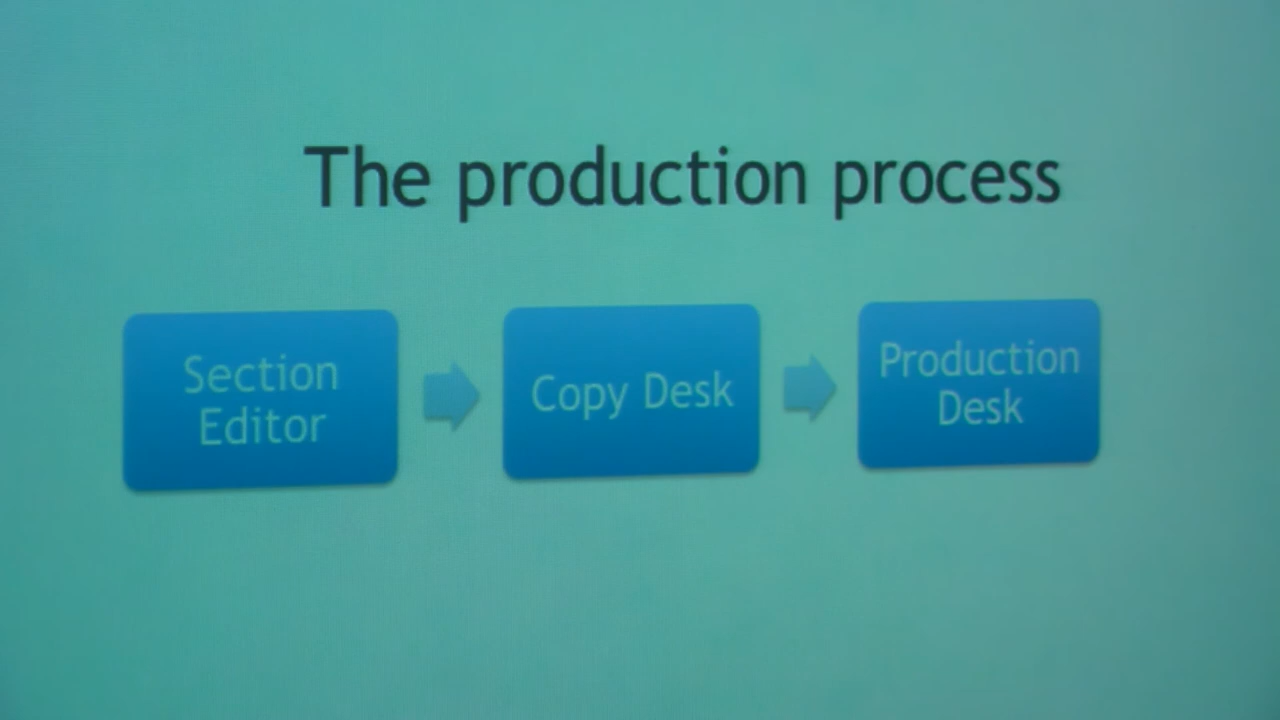 The production process
Section
Editor
Copy Desk
Production
Desk